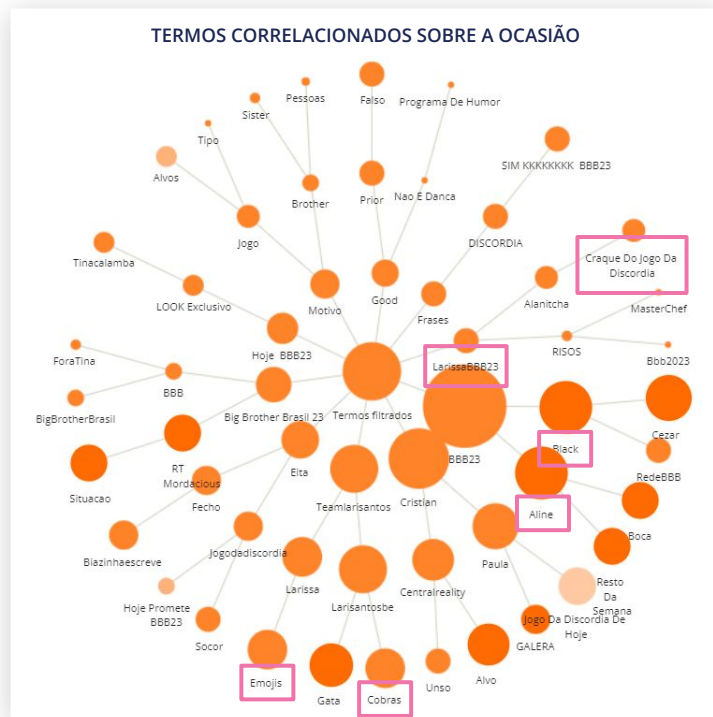 TERMOS CORRELACIONADOS SOBRE A OCASIÃO
Pessoas
Falso
Programa De Humor
Sister
Tipo
SIM KKKKKKKK BBB23
Alvos
Brother
Prior
Nao E Danca
Jogo
DISCORDIA
Craque Do Jogo Da
Discordia
Tinacalamba
LOOK Exclusivo
Motivo
Good
Frases
Alanitcha
MasterChef
Hoje BBB23
ForaTina
LarissaBBB23
RISOS
Bbb2023
BBB
BigBrotherBrasil
Big Brother Brasil 23
Termos filtrados
BBB23
Black
Cezar
RedeBBB
Situacao
RT
Mordacious
Fecho
Eita
Teamlarisantos
Cristian
Aline
Boca
Biazinhaescreve
Jogodadiscordia
Larissa
Larisantosbe
Centralreality
Paula
Resto
Da
Semana
Hoje Promete
BBB23
Socor
Jogo Da Discordia De
Hoje
GALERA
Emojis
Gata
Cobras
Unso
Alvo